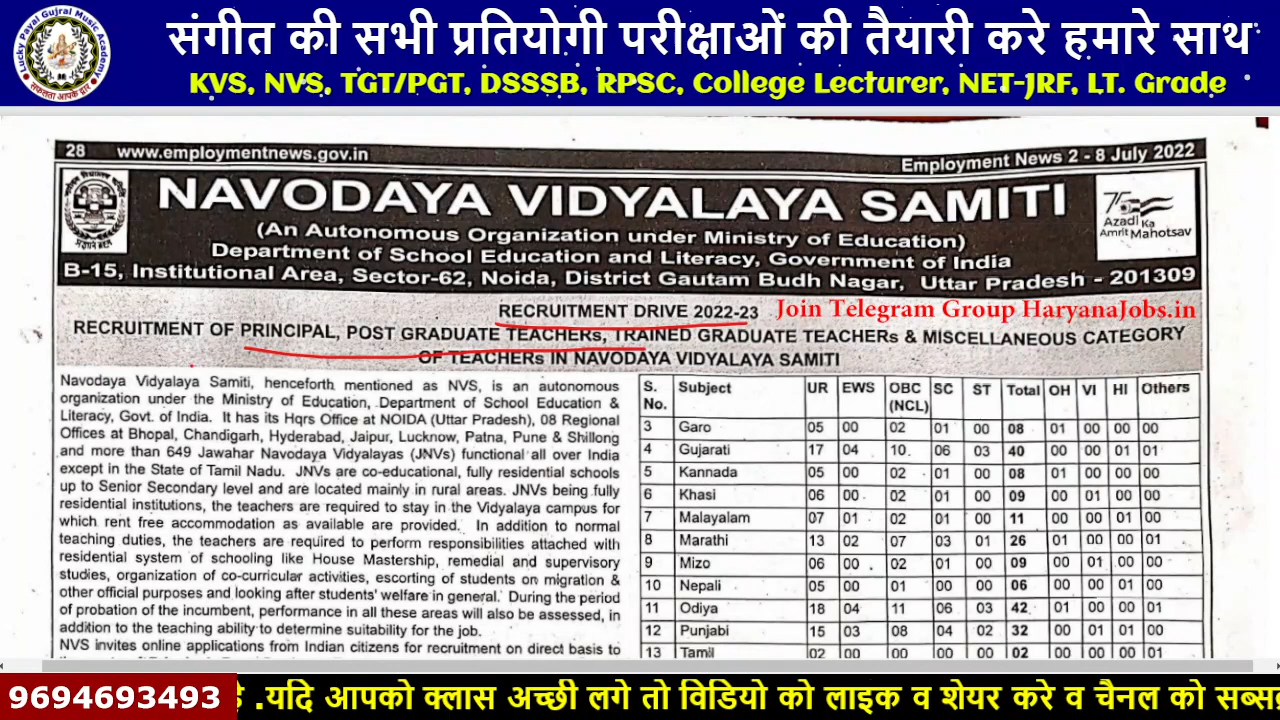 Lucky Payal Gujral Music Academy
सफलता आपके द्वार
संगीत की सभी प्रतियोगी परीक्षाओं की तैयारी करे हमारे साथ
KVS, NVS, TGT/PGT, DSSSB, RPSC, College Lecturer, NET-JRF, LT. Grade
28 www.employmentnews.gov.in
Employment News 2 - 8 July 2022
NAVODAYA VIDYALAYA SAMITI
(An Autonomous Organization under Ministry of Education)
Department of School Education and Literacy, Government of India
B-15, Institutional Area, Sector-62, Noida, District Gautam Budh Nagar, Uttar Pradesh - 201309
75
Azadi Ka
Amrit Mahotsav
RECRUITMENT DRIVE 2022-23
Join Telegram Group HaryanaJobs.in
RECRUITMENT OF PRINCIPAL, POST GRADUATE TEACHERs, TRAINED GRADUATE TEACHERs & MISCELLANEOUS CATEGORY
OF TEACHERs IN NAVODAYA VIDYALAYA SAMITI
Navodaya Vidyalaya Samiti, henceforth mentioned as NVS, is an autonomous
organization under the Ministry of Education, Department of School Education &
Literacy, Govt. of India. It has its Hqrs Office at NOIDA (Uttar Pradesh), 08 Regional
Offices at Bhopal, Chandigarh, Hyderabad, Jaipur, Lucknow, Patna, Pune & Shillong
and more than 649 Jawahar Navodaya Vidyalayas (JNVs) functional all over India
except in the State of Tamil Nadu. JNVs are co-educational, fully residential schools
up to Senior Secondary level and are located mainly in rural areas. JNVs being fully
residential institutions, the teachers are required to stay in the Vidyalaya campus for
which rent free accommodation as available are provided. In addition to normal
teaching duties, the teachers are required to perform responsibilities attached with
residential system of schooling like House Mastership, remedial and supervisory
studies, organization of co-curricular activities, escorting of students on migration &
other official purposes and looking after students' welfare in general. During the period
of probation of the incumbent, performance in all these areas will also be assessed, in
addition to the teaching ability to determine suitability for the job.
NVS invites online applications from Indian citizens for recruitment on direct basis to
S. No. Subject UR EWS OBC (NCL) SC ST Total OH VI HI Others
3 Garo 05 00 02 01 00 08 01 00 00 00
4 Gujarati 17 04 10 06 03 40 00 00 01 01
5 Kannada 05 00 02 01 00 08 01 00 00 00
6 Khasi 06 00 02 01 00 09 00 01 00 00
7 Malayalam 07 01 02 01 00 11 00 00 01 00
8 Marathi 13 02 07 03 01 26 01 00 00 01
9 Mizo 06 00 02 01 00 09 00 01 00 00
10 Nepali 05 00 01 00 00 06 00 00 01 00
11 Odiya 18 04 11 06 03 42 01 00 00 01
12 Punjabi 15 03 08 04 02 32 00 01 01 00
13 Tamil 02 00 00 00 00 02 00 00 00 01
9694693493
.यदि आपको क्लास अच्छी लगे तो विडियो को लाइक व शेयर करे व चैनल को सब्स